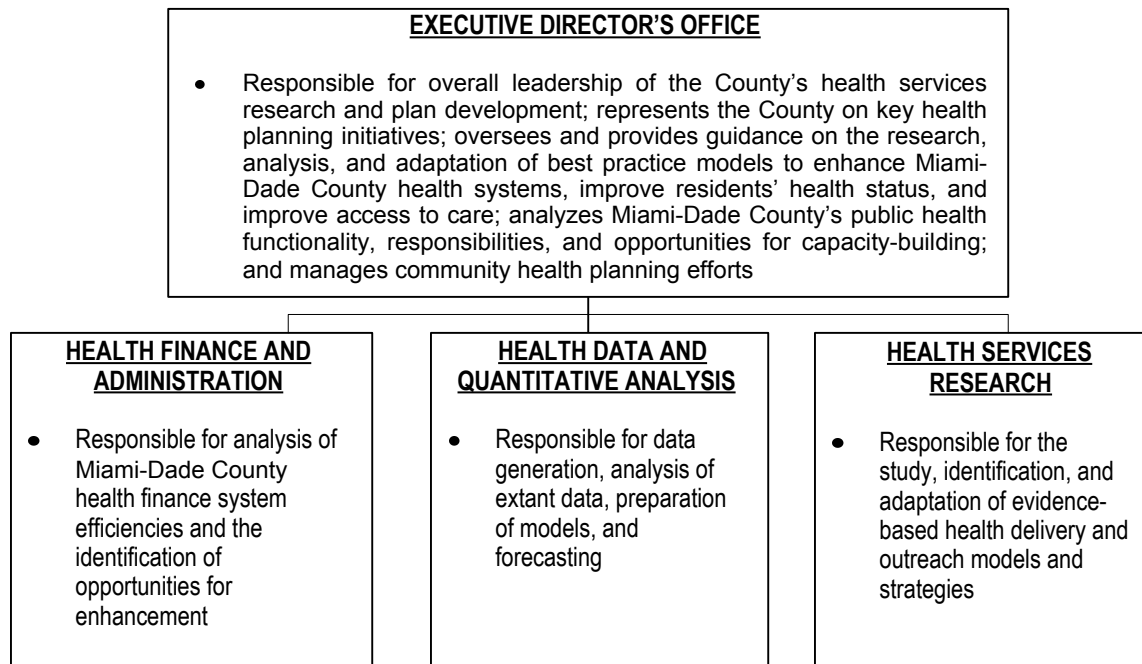 EXECUTIVE DIRECTOR'S OFFICE
● Responsible for overall leadership of the County's health services
research and plan development; represents the County on key health
planning initiatives; oversees and provides guidance on the research,
analysis, and adaptation of best practice models to enhance Miami-
Dade County health systems, improve residents' health status, and
improve access to care; analyzes Miami-Dade County's public health
functionality, responsibilities, and opportunities for capacity-building;
and manages community health planning efforts
HEALTH FINANCE AND
ADMINISTRATION
● Responsible for analysis of
Miami-Dade County
health finance system
efficiencies and the
identification of
opportunities for
enhancement
HEALTH DATA AND
QUANTITATIVE ANALYSIS
● Responsible for data
generation, analysis of
extant data, preparation
of models, and
forecasting
HEALTH SERVICES
RESEARCH
● Responsible for the
study, identification, and
adaptation of evidence-
based health delivery and
outreach models and
strategies